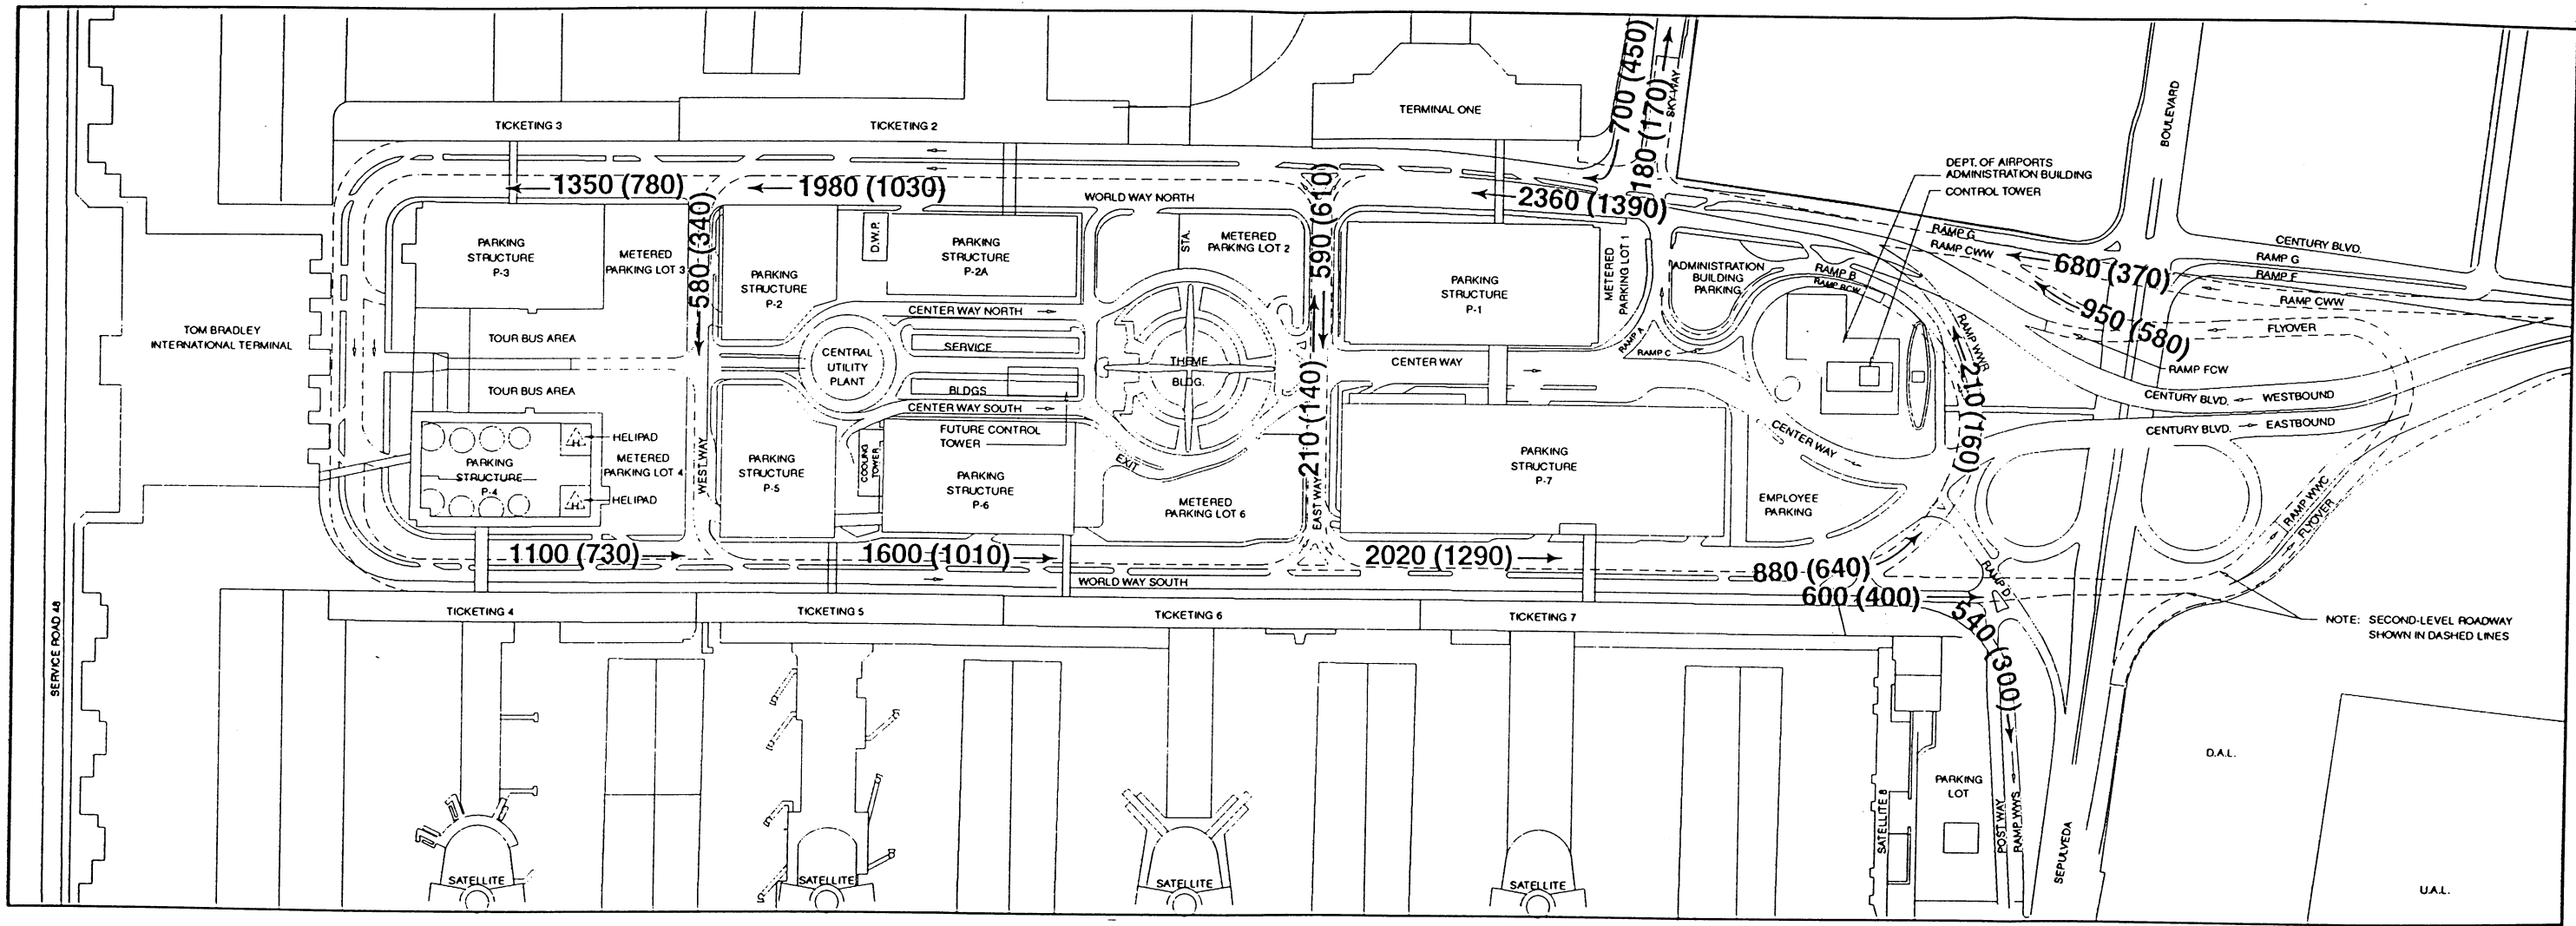 700 (450)
180 (170)
SKYWAY
BOULEVARD
TERMINAL ONE
TICKETING 3
TICKETING 2
DEPT. OF AIRPORTS
ADMINISTRATION BUILDING
CONTROL TOWER
1350 (780)
1980 (1030)
WORLD WAY NORTH
2360 (1390)
590 (610)
580 (340)
PARKING
STRUCTURE
P-3
METERED
PARKING LOT 3
PARKING
STRUCTURE
P-2
D.W.P.
PARKING
STRUCTURE
P-2A
STA.
METERED
PARKING LOT 2
PARKING
STRUCTURE
P-1
METERED
PARKING LOT 1
ADMINISTRATION
BUILDING
PARKING
RAMP B
RAMP BCW
RAMP G
RAMP CWW
CENTURY BLVD.
RAMP G
RAMP F
RAMP CWW
680 (370)
950 (580)
FLYOVER
RAMP FCW
CENTURY BLVD. WESTBOUND
CENTURY BLVD. EASTBOUND
RAMP WWR
210 (160)
TOM BRADLEY
INTERNATIONAL TERMINAL
TOUR BUS AREA
TOUR BUS AREA
CENTER WAY NORTH
SERVICE
BLDGS
CENTER WAY SOUTH
CENTRAL
UTILITY
PLANT
THEME
BLDG.
CENTER WAY
RAMP A
RAMP C
210 (140)
EAST WAY
CENTER WAY
HELIPAD
METERED
PARKING LOT 4
HELIPAD
PARKING
STRUCTURE
P-4
WEST WAY
PARKING
STRUCTURE
P-5
COOLING
TOWER
FUTURE CONTROL
TOWER
PARKING
STRUCTURE
P-6
EXIT
METERED
PARKING LOT 6
PARKING
STRUCTURE
P-7
EMPLOYEE
PARKING
RAMP WWC
FLYOVER
1100 (730)
1600 (1010)
2020 (1290)
880 (640)
600 (400)
540 (300)
RAMP D
WORLD WAY SOUTH
TICKETING 4
TICKETING 5
TICKETING 6
TICKETING 7
NOTE: SECOND-LEVEL ROADWAY
SHOWN IN DASHED LINES
SERVICE ROAD 48
SATELLITE
SATELLITE
SATELLITE
SATELLITE
SATELLITE 8
PARKING
LOT
POST WAY
RAMP WWS
SEPULVEDA
D.A.L.
U.A.L.